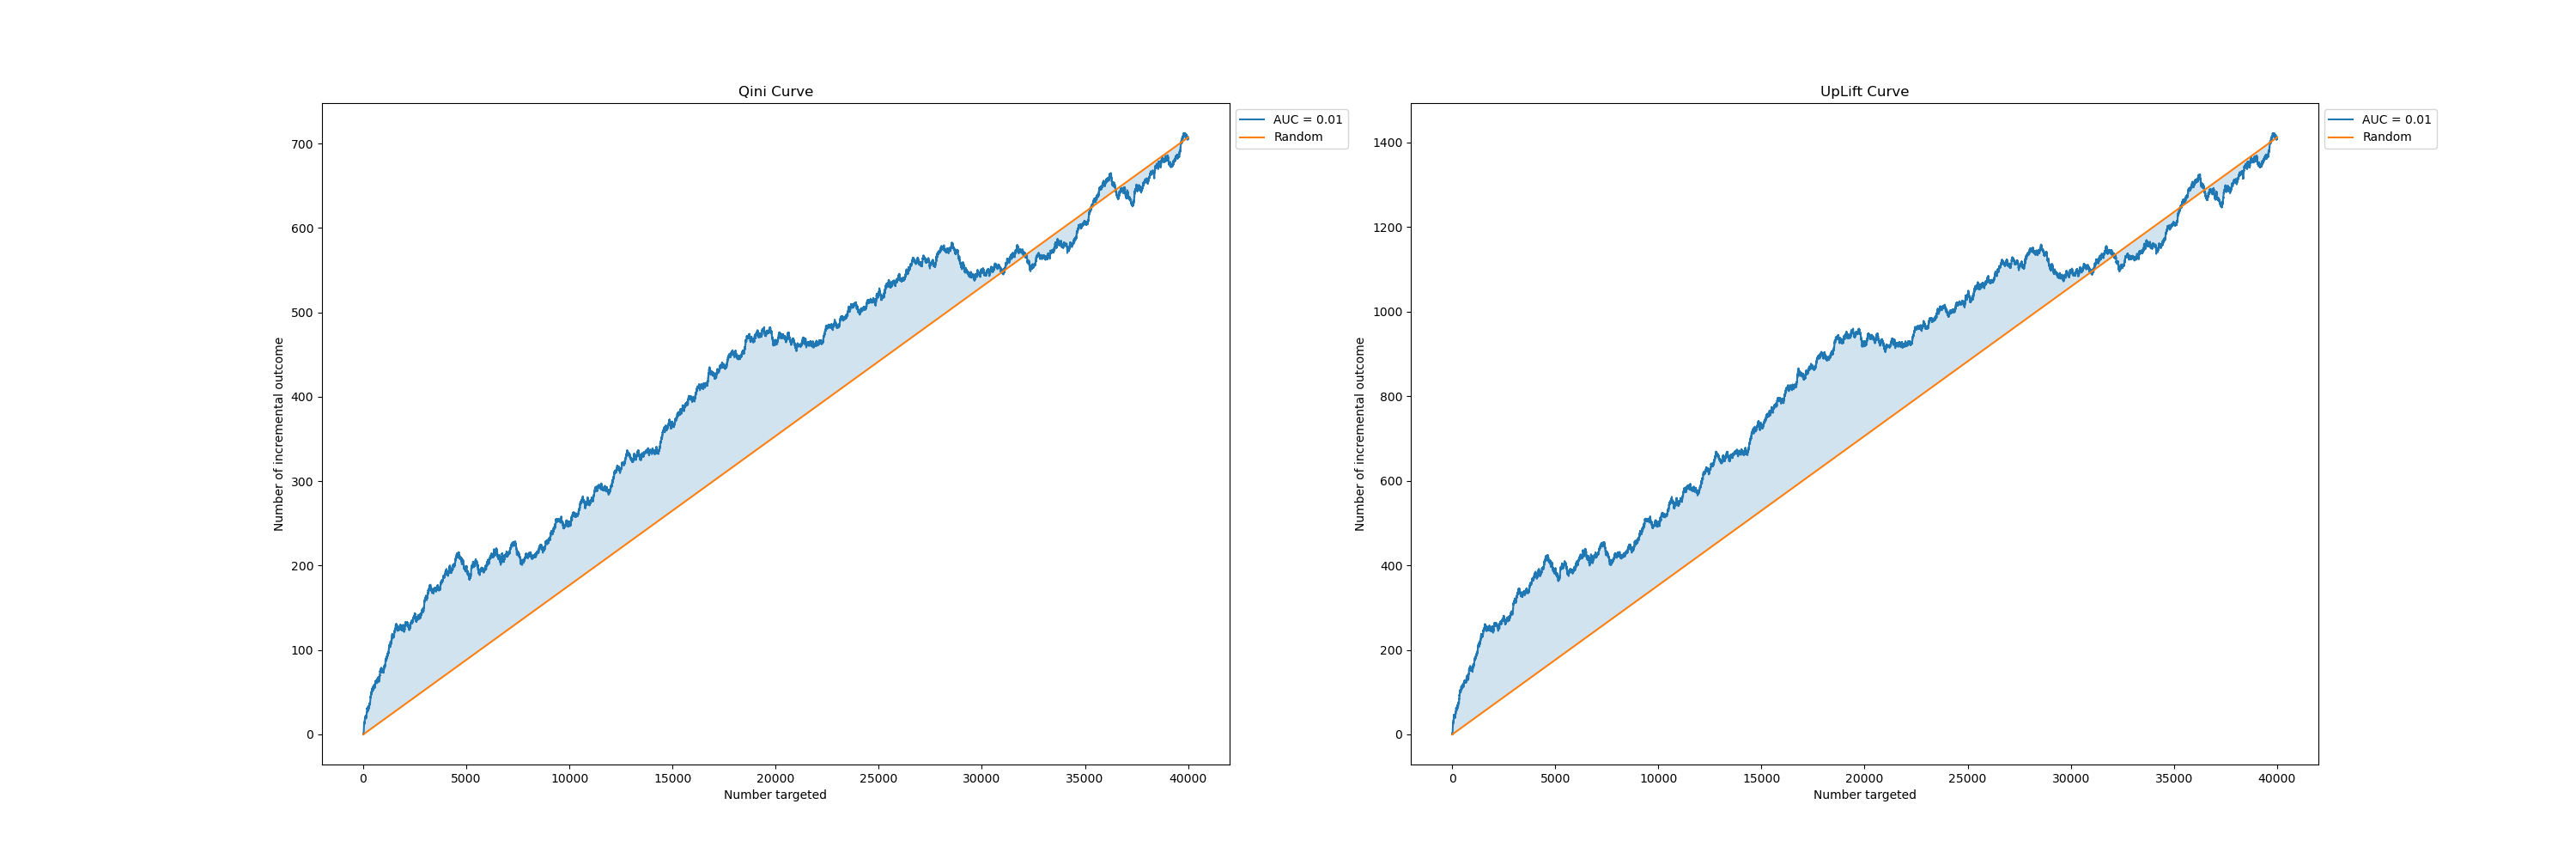 Qini Curve
AUC = 0.01
Random
Number of incremental outcome
700
600
500
400
300
200
100
0
0 5000 10000 15000 20000 25000 30000 35000 40000
Number targeted
UpLift Curve
AUC = 0.01
Random
Number of incremental outcome
1400
1200
1000
800
600
400
200
0
0 5000 10000 15000 20000 25000 30000 35000 40000
Number targeted